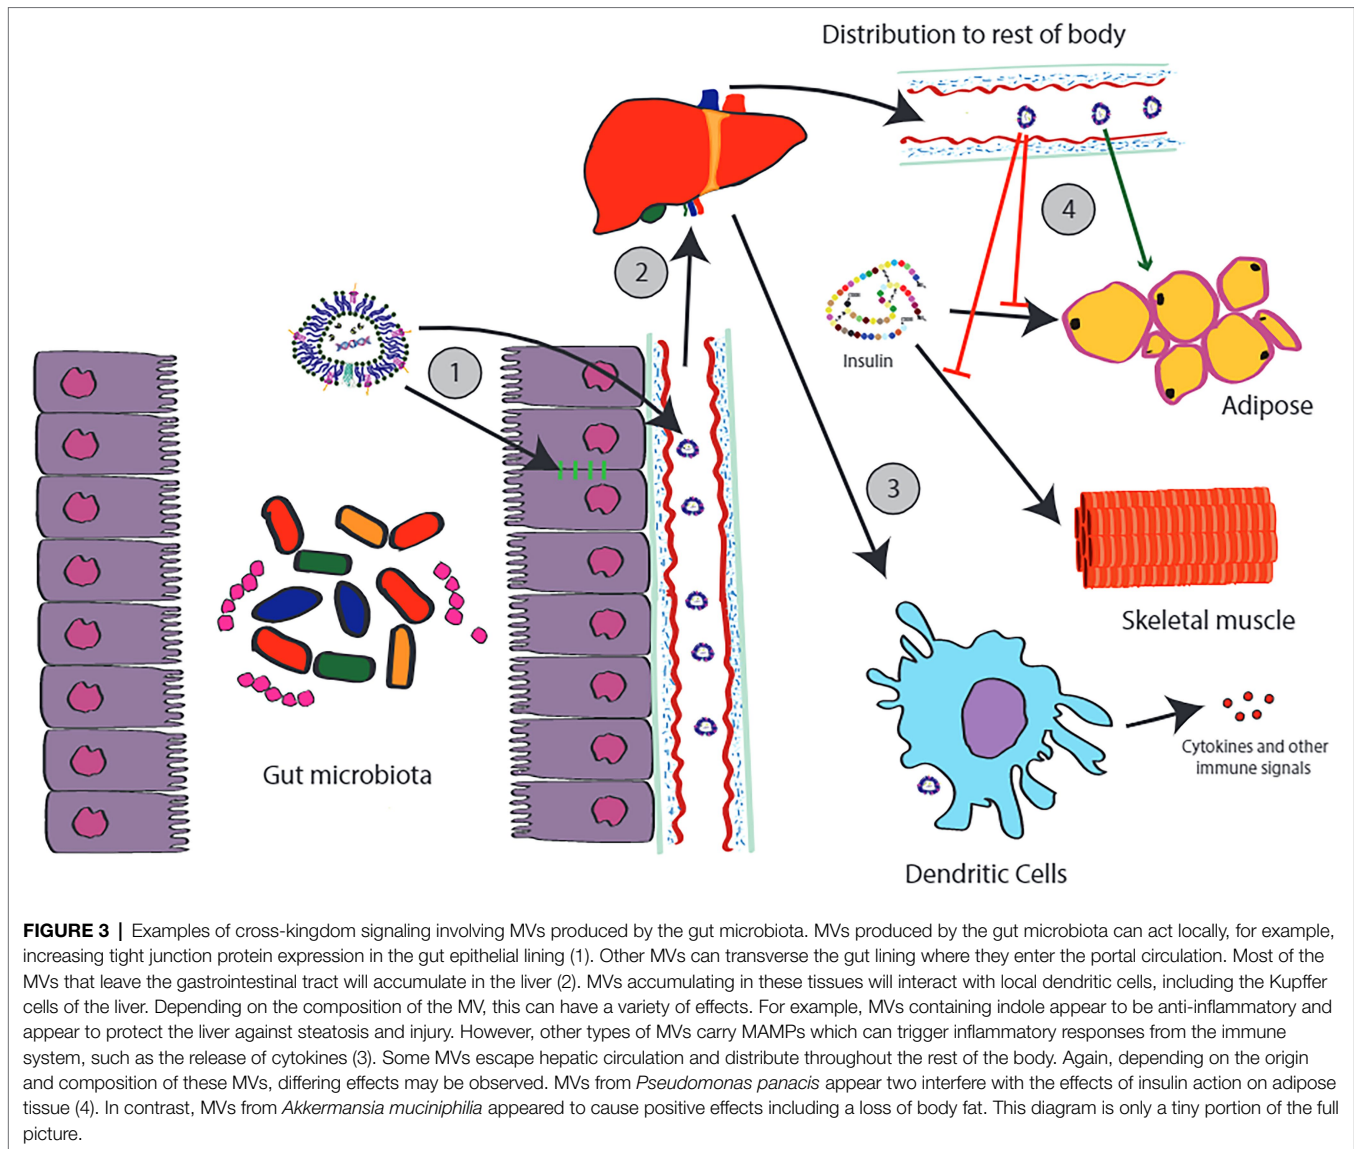 Distribution to rest of body
4
2
Insulin
1
Adipose
3
Skeletal muscle
Gut microbiota
Cytokines and other
immune signals
Dendritic Cells
FIGURE 3 | Examples of cross-kingdom signaling involving MVs produced by the gut microbiota. MVs produced by the gut microbiota can act locally, for example,
increasing tight junction protein expression in the gut epithelial lining (1). Other MVs can transverse the gut lining where they enter the portal circulation. Most of the
MVs that leave the gastrointestinal tract will accumulate in the liver (2). MVs accumulating in these tissues will interact with local dendritic cells, including the Kupffer
cells of the liver. Depending on the composition of the MV, this can have a variety of effects. For example, MVs containing indole appear to be anti-inflammatory and
appear to protect the liver against steatosis and injury. However, other types of MVs carry MAMPs which can trigger inflammatory responses from the immune
system, such as the release of cytokines (3). Some MVs escape hepatic circulation and distribute throughout the rest of the body. Again, depending on the origin
and composition of these MVs, differing effects may be observed. MVs from Pseudomonas panacis appear two interfere with the effects of insulin action on adipose
tissue (4). In contrast, MVs from Akkermansia muciniphilia appeared to cause positive effects including a loss of body fat. This diagram is only a tiny portion of the full
picture.